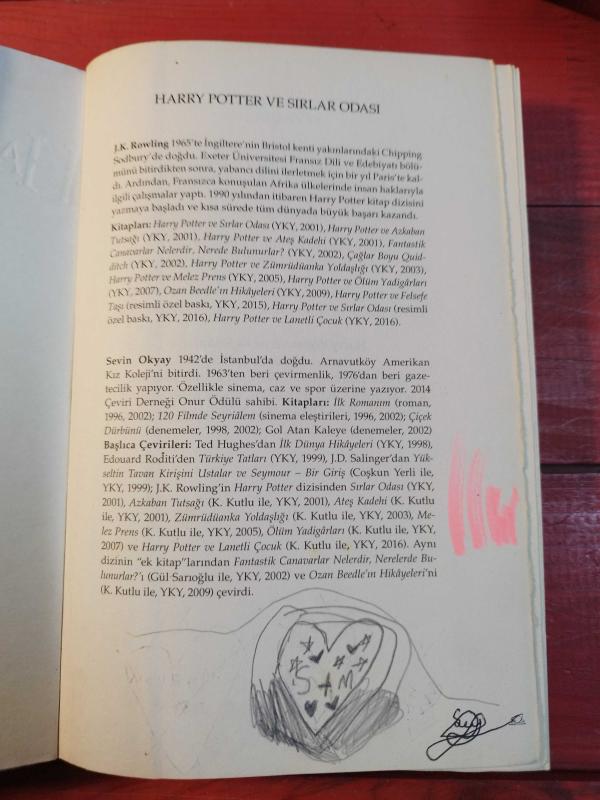 HARRY POTTER VE SIRLAR ODASI
J.K. Rowling 1965'te İngiltere'nin Bristol kenti yakınlarındaki Chipping
Sodbury'de doğdu. Exeter Üniversitesi Fransız Dili ve Edebiyatı bölü-
münü bitirdikten sonra, yabancı dilini ilerletmek için bir yıl Paris'te kal-
dı. Ardından, Fransızca konuşulan Afrika ülkelerinde insan haklarıyla
ilgili çalışmalar yaptı. 1990 yılından itibaren Harry Potter kitap dizisini
yazmaya başladı ve kısa sürede tüm dünyada büyük başarı kazandı.
Kitapları: Harry Potter ve Sırlar Odası (YKY, 2001), Harry Potter ve Azkaban
Tutsağı (YKY, 2001), Harry Potter ve Ateş Kadehi (YKY, 2001), Fantastik
Canavarlar Nelerdir, Nerede Bulunurlar? (YKY, 2002), Çağlar Boyu Quid-
ditch (YKY, 2002), Harry Potter ve Zümrüdüanka Yoldaşlığı (YKY, 2003),
Harry Potter ve Melez Prens (YKY, 2005), Harry Potter ve Ölüm Yadigârları
(YKY, 2007), Ozan Beedle'ın Hikâyeleri (YKY, 2009), Harry Potter ve Felsefe
Taşı (resimli özel baskı, YKY, 2015), Harry Potter ve Sırlar Odası (resimli
özel baskı, YKY, 2016), Harry Potter ve Lanetli Çocuk (YKY, 2016).
Sevin Okyay 1942'de İstanbul'da doğdu. Arnavutköy Amerikan
Kız Koleji'ni bitirdi. 1963'ten beri çevirmenlik, 1976'dan beri gaze-
tecilik yapıyor. Özellikle sinema, caz ve spor üzerine yazıyor. 2014
Çeviri Derneği Onur Ödülü sahibi. Kitapları: İlk Romanım (roman,
1996, 2002); 120 Filmde Seyriâlem (sinema eleştirileri, 1996, 2002); Çiçek
Dürbünü (denemeler, 1998, 2002); Gol Atan Kaleye (denemeler, 2002)
Başlıca Çevirileri: Ted Hughes'dan İlk Dünya Hikâyeleri (YKY, 1998),
Edouard Roditi'den Türkiye Tatları (YKY, 1999), J.D. Salinger'dan Yük-
seltin Tavan Kirişini Ustalar ve Seymour – Bir Giriş (Coşkun Yerli ile,
YKY, 1999); J.K. Rowling'in Harry Potter dizisinden Sırlar Odası (YKY,
2001), Azkaban Tutsağı (K. Kutlu ile, YKY, 2001), Ateş Kadehi (K. Kutlu
ile, YKY, 2001), Zümrüdüanka Yoldaşlığı (K. Kutlu ile, YKY, 2003), Me-
lez Prens (K. Kutlu ile, YKY, 2005), Ölüm Yadigârları (K. Kutlu ile, YKY,
2007) ve Harry Potter ve Lanetli Çocuk (K. Kutlu ile, YKY, 2016). Aynı
dizinin "ek kitap"larından Fantastik Canavarlar Nelerdir, Nerelerde Bu-
lunurlar?'ı (Gül Sarıoğlu ile, YKY, 2002) ve Ozan Beedle'ın Hikâyeleri'ni
(K. Kutlu ile, YKY, 2009) çevirdi.
SAM